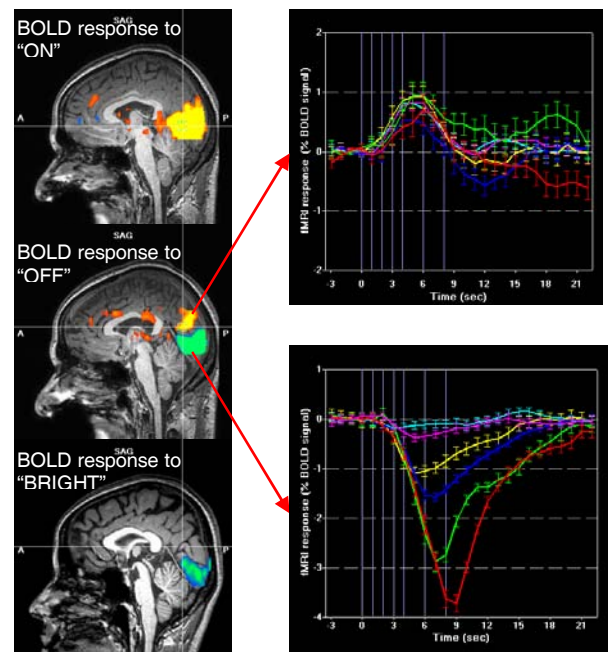 BOLD response to
“ON”
SAG
A
P
BOLD response to
“OFF”
SAG
A
P
BOLD response to
SAG
“BRIGHT”
A
P
2
1
0
-1
-2
fMRI response (% BOLD signal)
-3 0 3 6 9 12 15 18 21
Time (sec)
1
0
-1
-2
-3
-4
fMRI response (% BOLD signal)
-3 0 3 6 9 12 15 18 21
Time (sec)